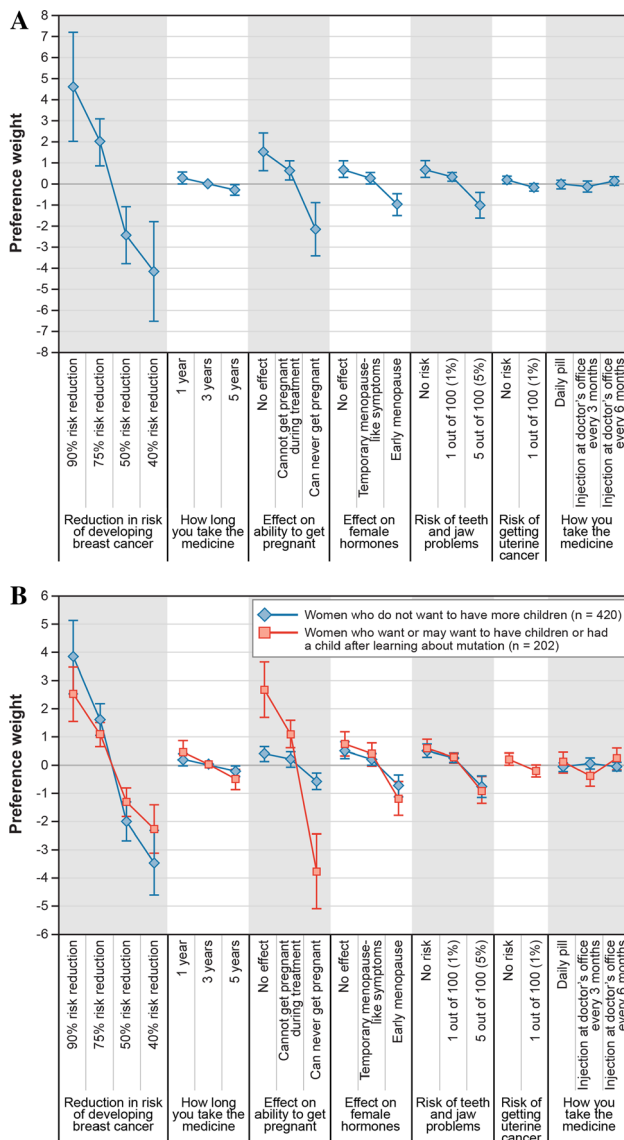 A
8
7
6
5
4
3
2
1
0
-1
-2
-3
-4
-5
-6
-7
-8
Preference weight
90% risk reduction
75% risk reduction
50% risk reduction
40% risk reduction
1 year
3 years
5 years
No effect
Cannot get pregnant
during treatment
Can never get pregnant
No effect
Temporary menopause-
like symptoms
Early menopause
No risk
1 out of 100 (1%)
5 out of 100 (5%)
No risk
1 out of 100 (1%)
Daily pill
Injection at doctor's office
every 3 months
Injection at doctor's office
every 6 months
Reduction in risk
of developing
breast cancer
How long
you take the
medicine
Effect on
ability to get
pregnant
Effect on
female
hormones
Risk of teeth
and jaw
problems
Risk of
getting
uterine
cancer
How you
take the
medicine
B
6
5
4
3
2
1
0
-1
-2
-3
-4
-5
-6
Preference weight
Women who do not want to have more children (n = 420)
Women who want or may want to have children or had
a child after learning about mutation (n = 202)
90% risk reduction
75% risk reduction
50% risk reduction
40% risk reduction
1 year
3 years
5 years
No effect
Cannot get pregnant
during treatment
Can never get pregnant
No effect
Temporary menopause-
like symptoms
Early menopause
No risk
1 out of 100 (1%)
5 out of 100 (5%)
No risk
1 out of 100 (1%)
Daily pill
Injection at doctor's office
every 3 months
Injection at doctor's office
every 6 months
Reduction in risk
of developing
breast cancer
How long
you take the
medicine
Effect on
ability to get
pregnant
Effect on
female
hormones
Risk of teeth
and jaw
problems
Risk of
getting
uterine
cancer
How you
take the
medicine